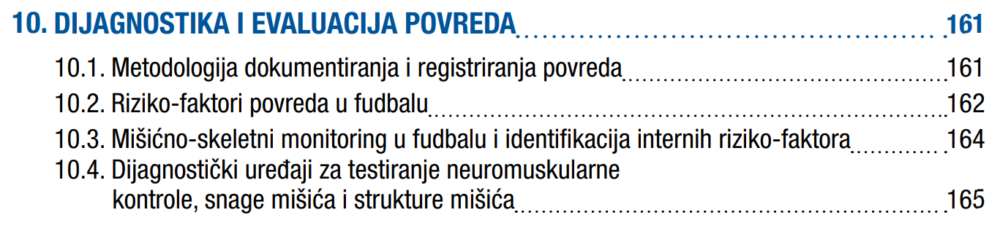 10. DIJAGNOSTIKA I EVALUACIJA POVREDA 161
10.1. Metodologija dokumentiranja i registriranja povreda 161
10.2. Riziko-faktori povreda u fudbalu 162
10.3. Mišićno-skeletni monitoring u fudbalu i identifikacija internih riziko-faktora 164
10.4. Dijagnostički uređaji za testiranje neuromuskularne
kontrole, snage mišića i strukture mišića 165